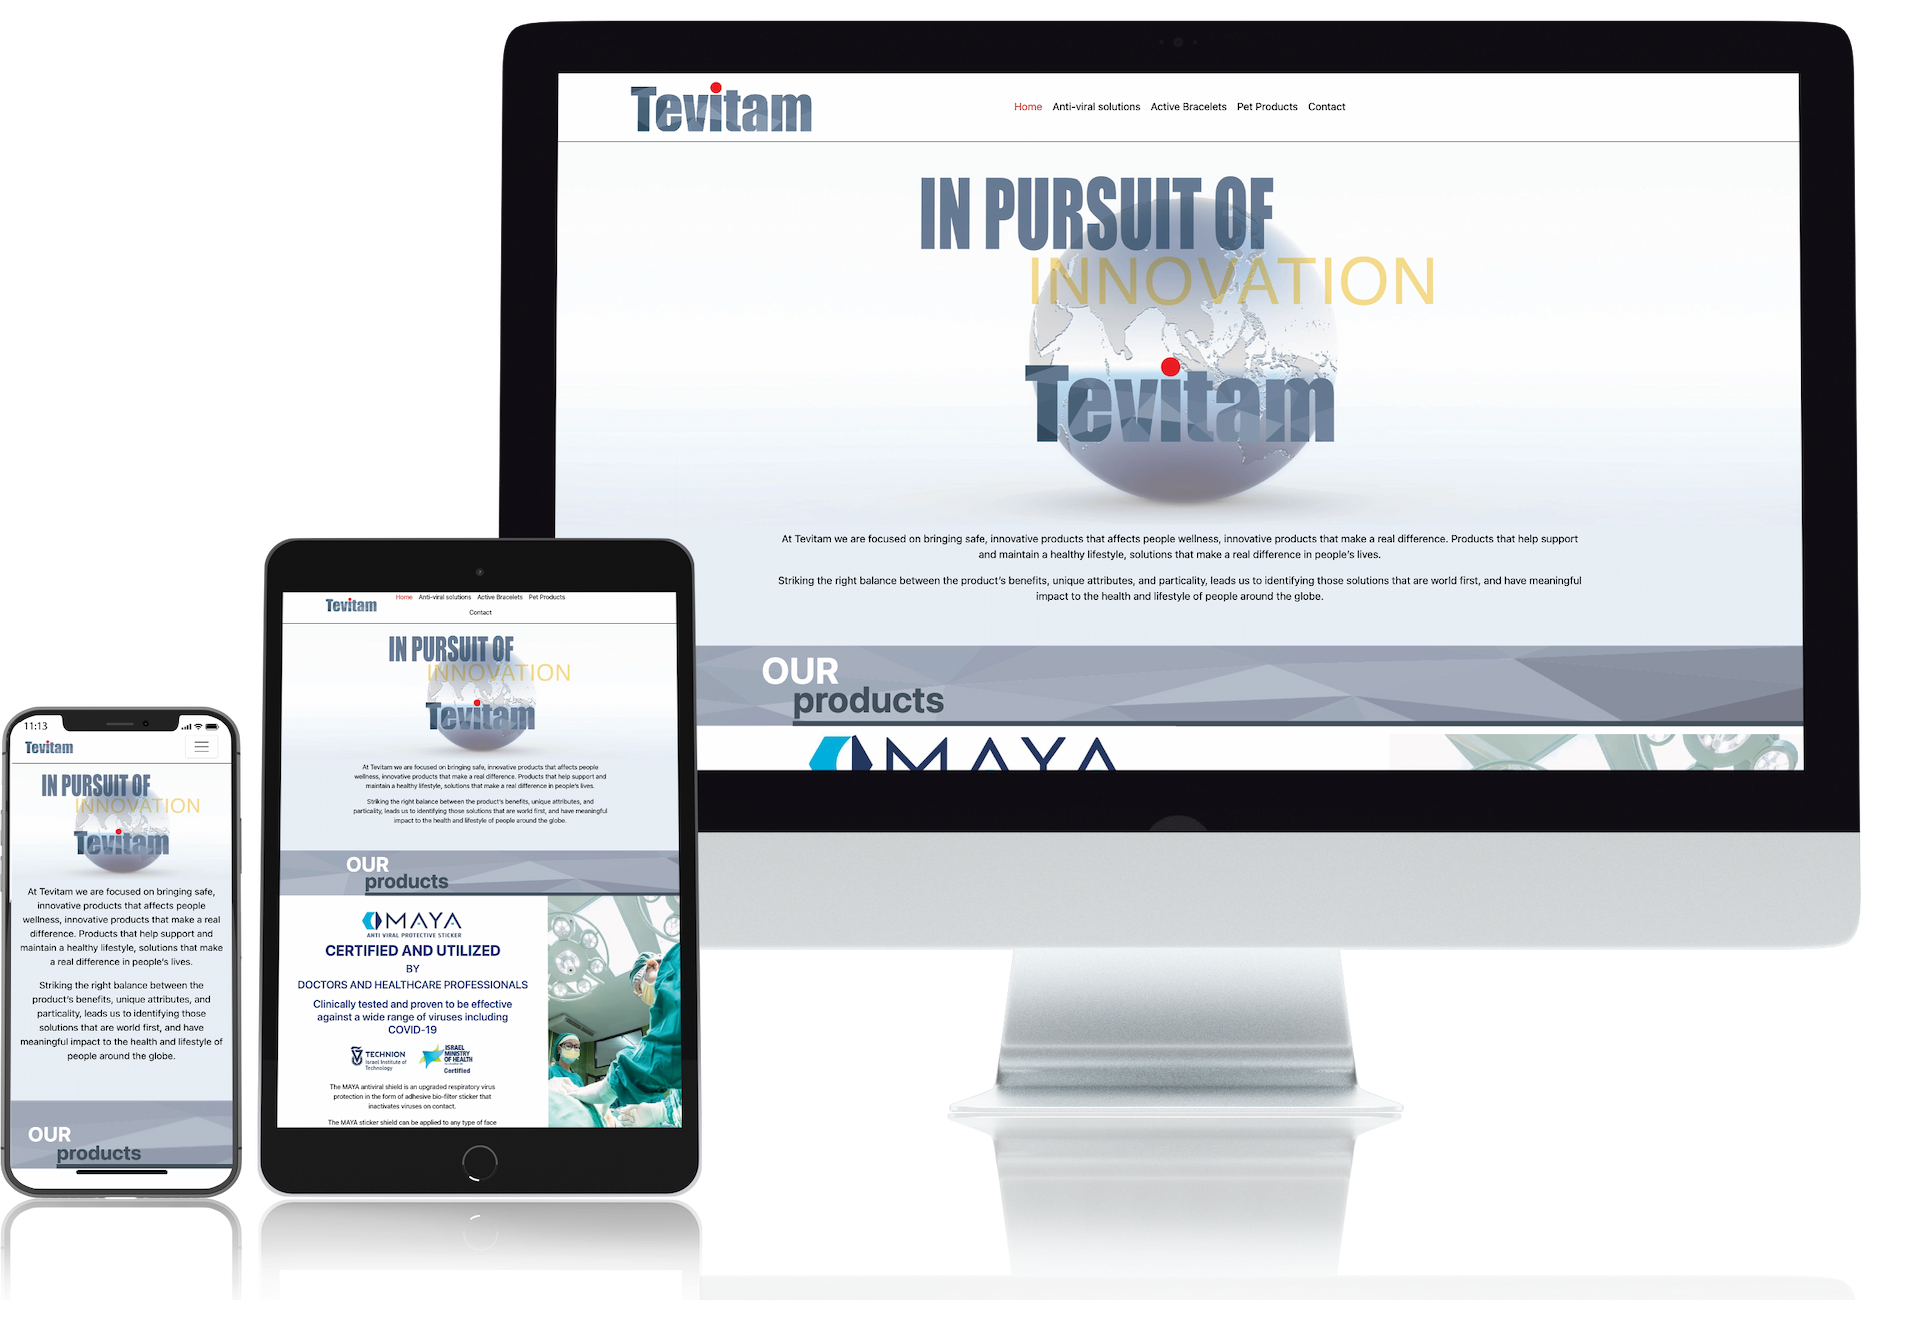 Tevitam
Home Anti-viral solutions Active Bracelets Pet Products Contact
IN PURSUIT OF
INNOVATION
Tevitam
At Tevitam we are focused on bringing safe, innovative products that affects people wellness, innovative products that make a real difference. Products that help support
and maintain a healthy lifestyle, solutions that make a real difference in people's lives.
Striking the right balance between the product's benefits, unique attributes, and particality, leads us to identifying those solutions that are world first, and have meaningful
impact to the health and lifestyle of people around the globe.
OUR
products
MAYA
Tevitam
Home Anti-viral solutions Active Bracelets Pet Products
Contact
IN PURSUIT OF
INNOVATION
Tevitam
At Tevitam we are focused on bringing safe, innovative products that affects people
wellness, innovative products that make a real difference. Products that help support and
maintain a healthy lifestyle, solutions that make a real difference in people's lives.
Striking the right balance between the product's benefits, unique attributes, and
particality, leads us to identifying those solutions that are world first, and have meaningful
impact to the health and lifestyle of people around the globe.
OUR
products
MAYA
ANTI VIRAL PROTECTIVE STICKER
CERTIFIED AND UTILIZED
BY
DOCTORS AND HEALTHCARE PROFESSIONALS
Clinically tested and proven to be effective
against a wide range of viruses including
COVID-19
TECHNION
Israel Institute of
Technology
ISRAEL
MINISTRY
OF HEALTH
Certified
The MAYA antiviral shield is an upgraded respiratory virus
protection in the form of adhesive bio-filter sticker that
inactivates viruses on contact.
The MAYA sticker shield can be applied to any type of face
11:13
Tevitam
IN PURSUIT OF
INNOVATION
Tevitam
At Tevitam we are focused on bringing safe,
innovative products that affects people
wellness, innovative products that make a real
difference. Products that help support and
maintain a healthy lifestyle, solutions that make
a real difference in people's lives.
Striking the right balance between the
product's benefits, unique attributes, and
particality, leads us to identifying those
solutions that are world first, and have
meaningful impact to the health and lifestyle of
people around the globe.
OUR
products